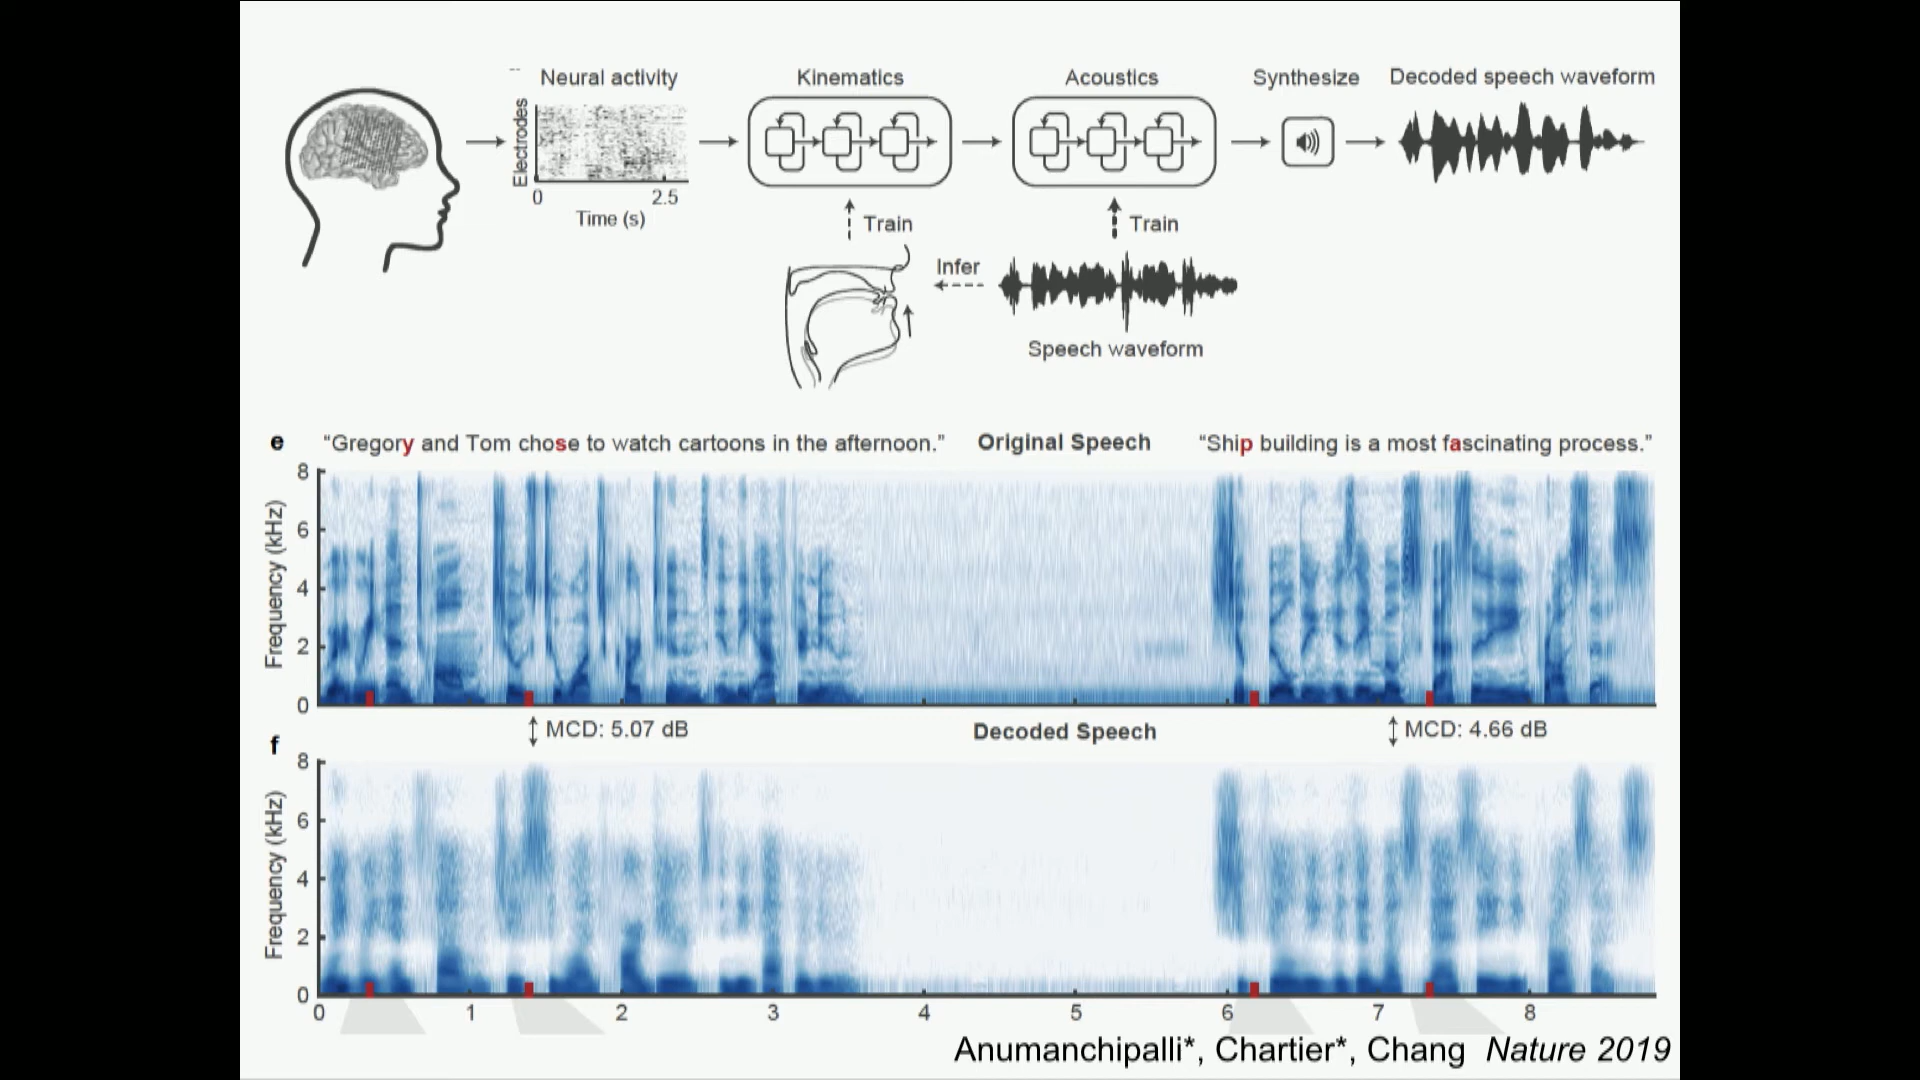 Neural activity
Kinematics
Acoustics
Synthesize
Decoded speech waveform
Electrodes
0
2.5
Time (s)
Train
Train
Infer
Speech waveform
e
“Gregory and Tom chose to watch cartoons in the afternoon.”
Original Speech
“Ship building is a most fascinating process.”
8
6
4
2
0
Frequency (kHz)
MCD: 5.07 dB
Decoded Speech
MCD: 4.66 dB
f
8
6
4
2
0
Frequency (kHz)
0 1 2 3 4 5 6 7 8
Anumanchipalli*, Chartier*, Chang Nature 2019